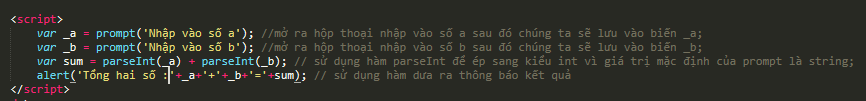 <script>
var _a = prompt('Nhập vào số a'); //mở ra hộp thoại nhập vào số a sau đó chúng ta sẽ lưu vào biến _a;
var _b = prompt('Nhập vào số b'); //mở ra hộp thoại nhập vào số b sau đó chúng ta sẽ lưu vào biến _b;
var sum = parseInt(_a) + parseInt(_b); // sử dụng hàm parseInt để ép sang kiểu int vì giá trị mặc định của prompt là string;
alert('Tổng hai số :'+_a+'+'+_b+'='+sum); // sử dụng hàm đưa ra thông báo kết quả
</script>